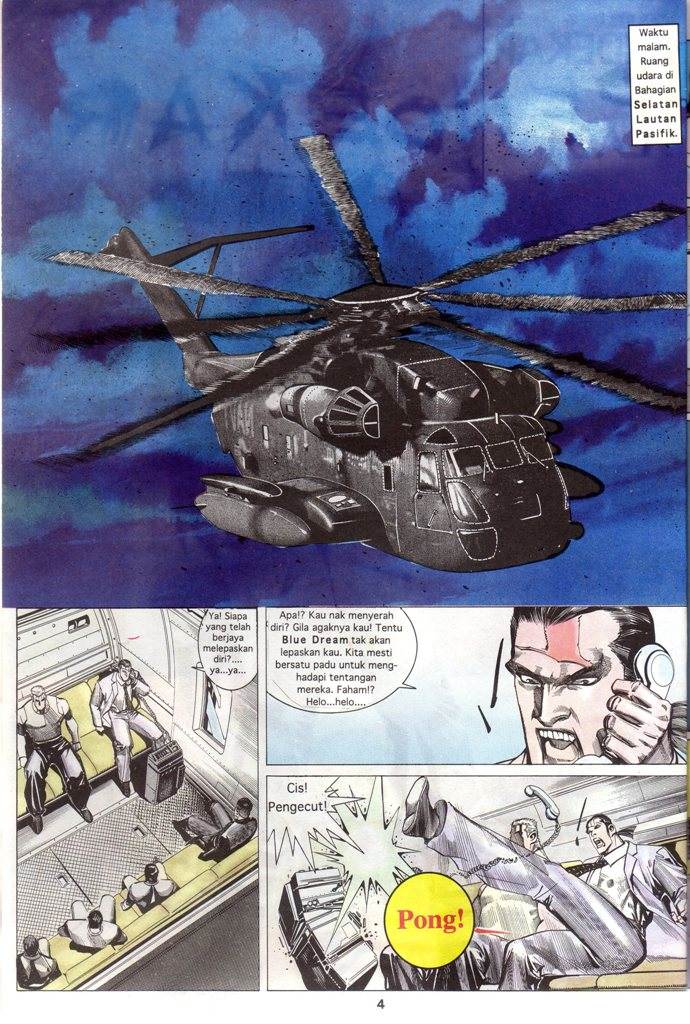 Waktu
malam.
Ruang
udara di
Bahagian
Selatan
Lautan
Pasifik.
Ya! Siapa
yang telah
berjaya
melepaskan
diri?....
ya...ya...
Apa!? Kau nak menyerah
diri? Gila agaknya kau! Tentu
Blue Dream tak akan
lepaskan kau. Kita mesti
bersatu padu untuk meng-
hadapi tentangan
mereka. Faham!?
Helo...helo....
Cis!
Pengecut!
Pong!
4